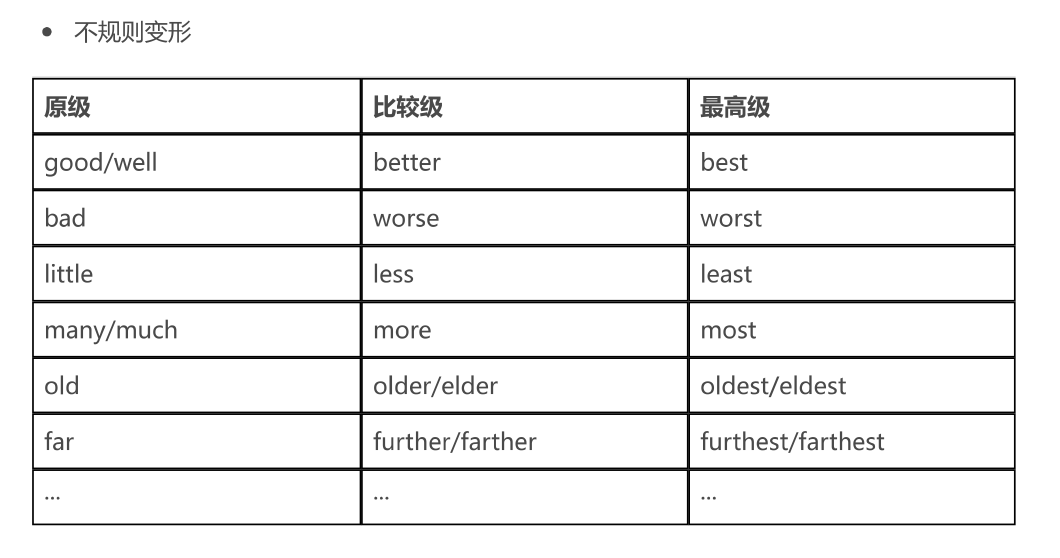 • 不规则变形
原级 比较级 最高级
good/well better best
bad worse worst
little less least
many/much more most
old older/elder oldest/eldest
far further/farther furthest/farthest
... ... ...